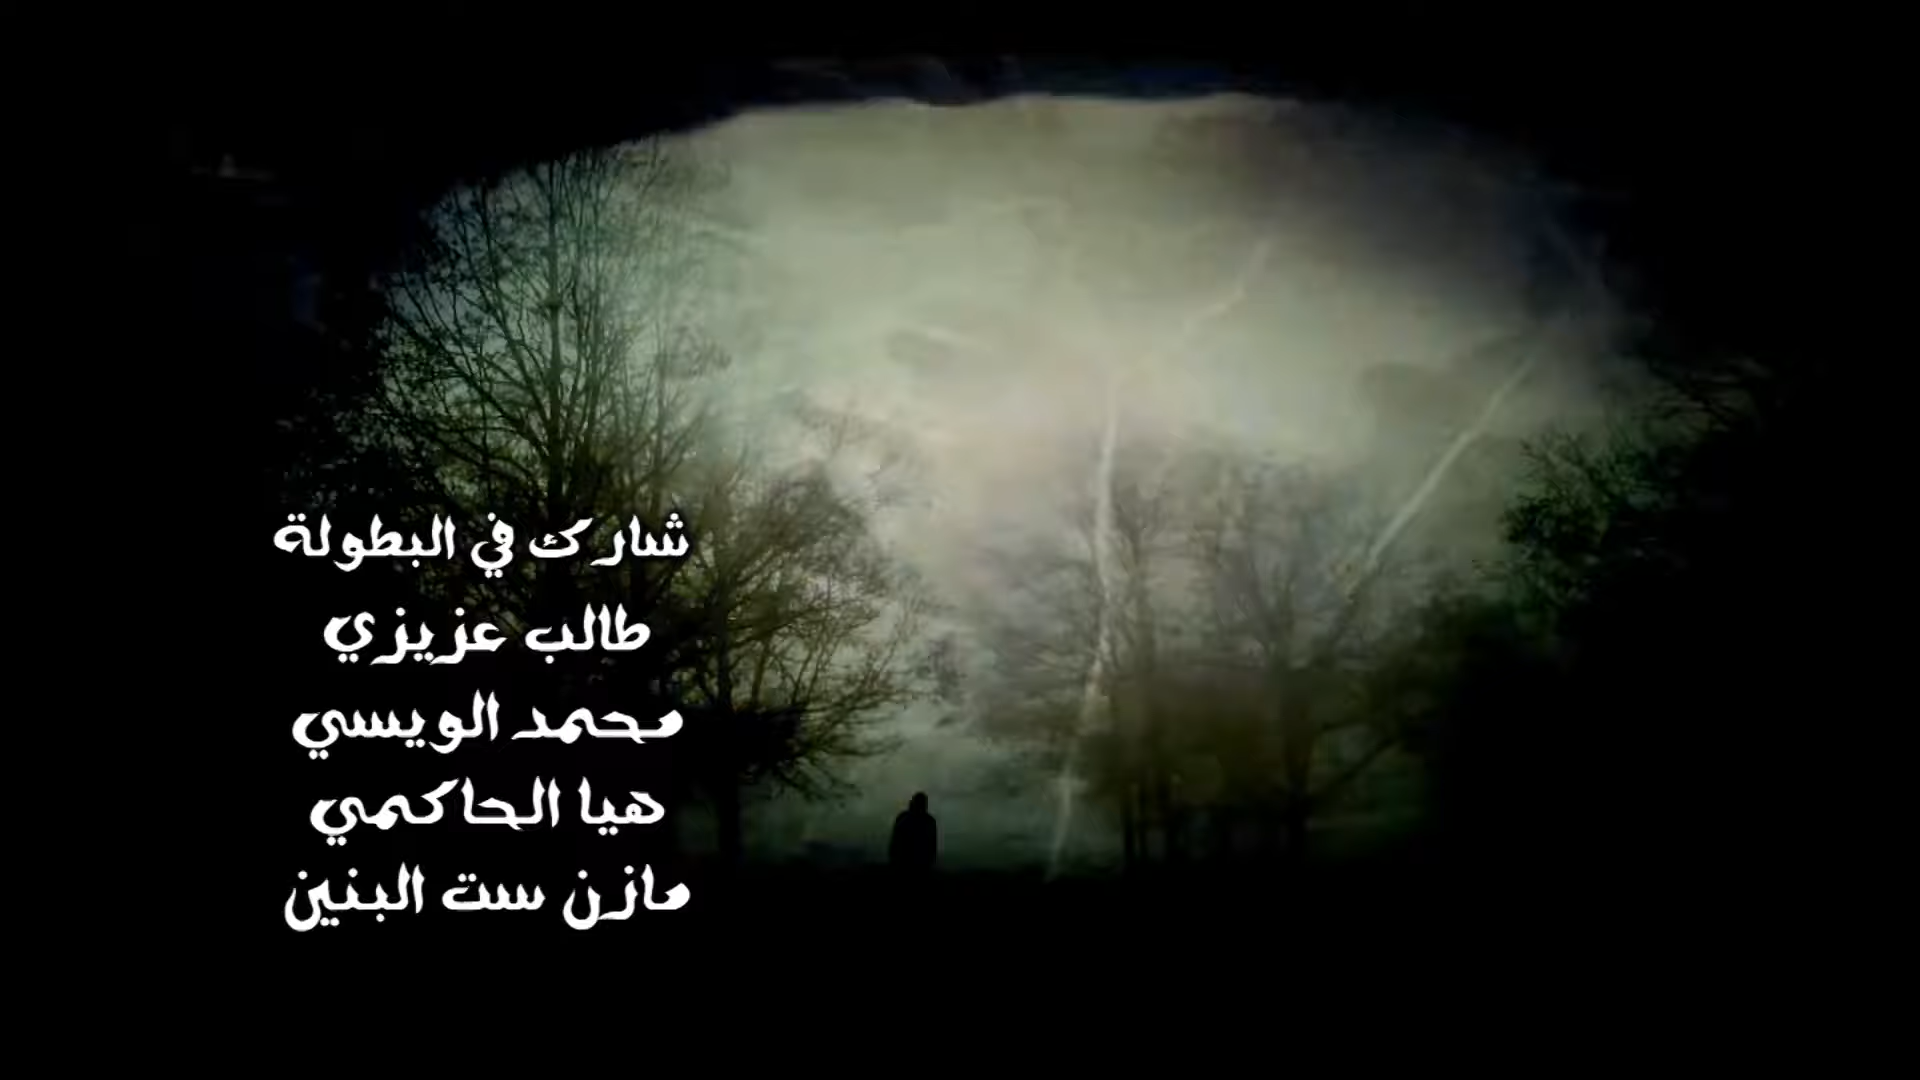 شارك في البطولة
طالب عزيزي
محمد الويسي
هيا الحاكمي
مازن ست البنين